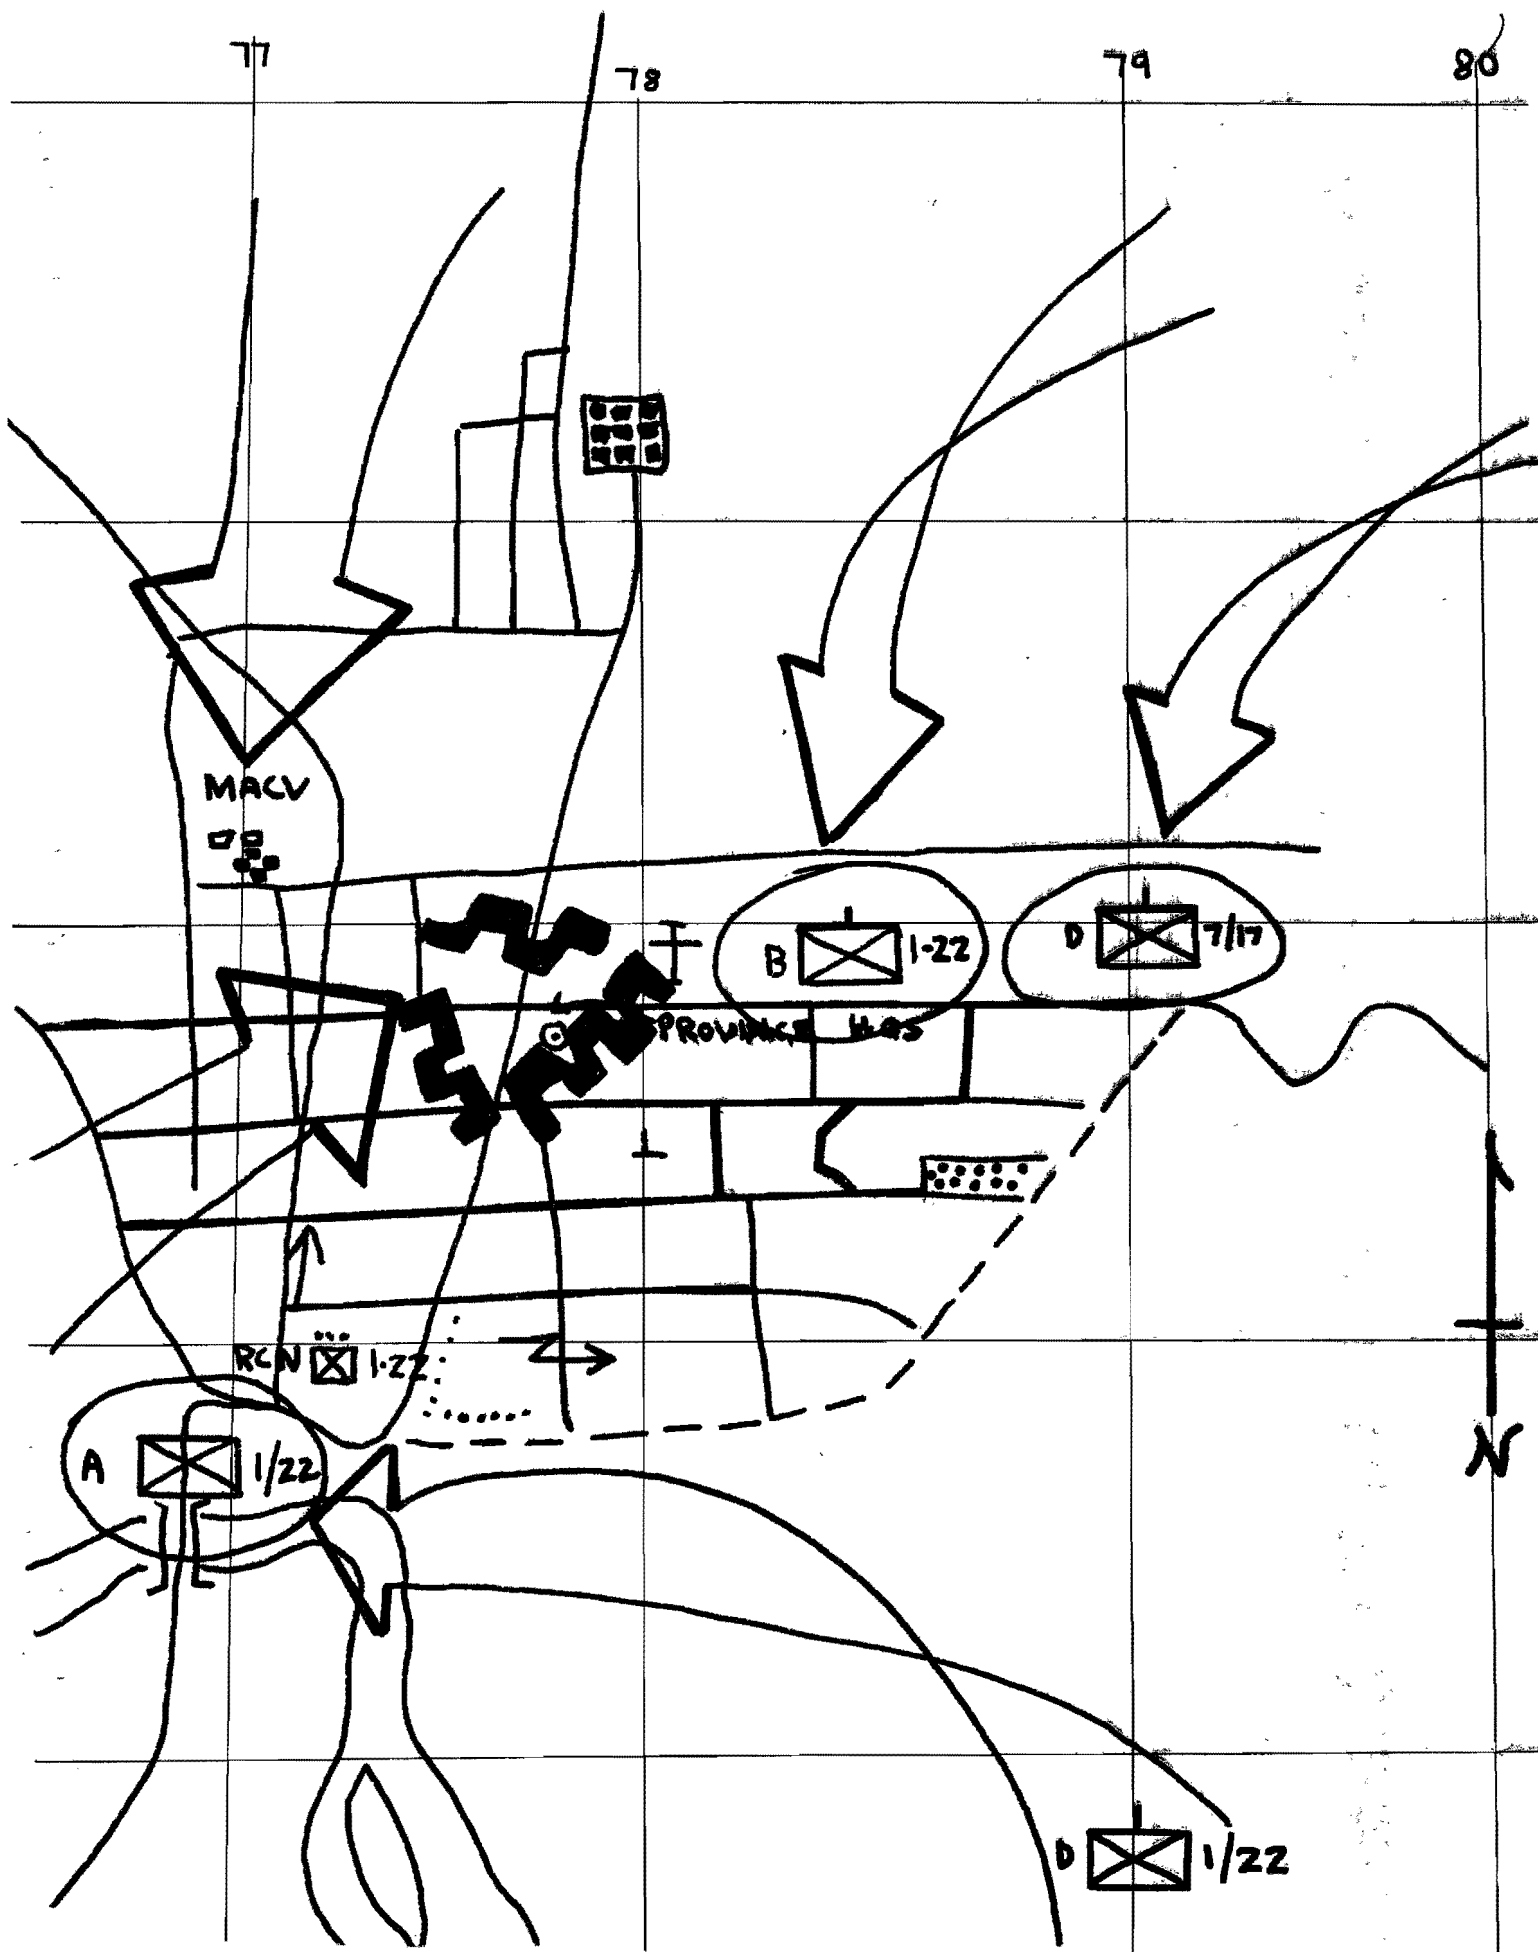 77
78
79
80
MACV
B 1-22
D 7/17
PROVINCE HQS
RCN 1-22
A 1/22
N
D 1/22